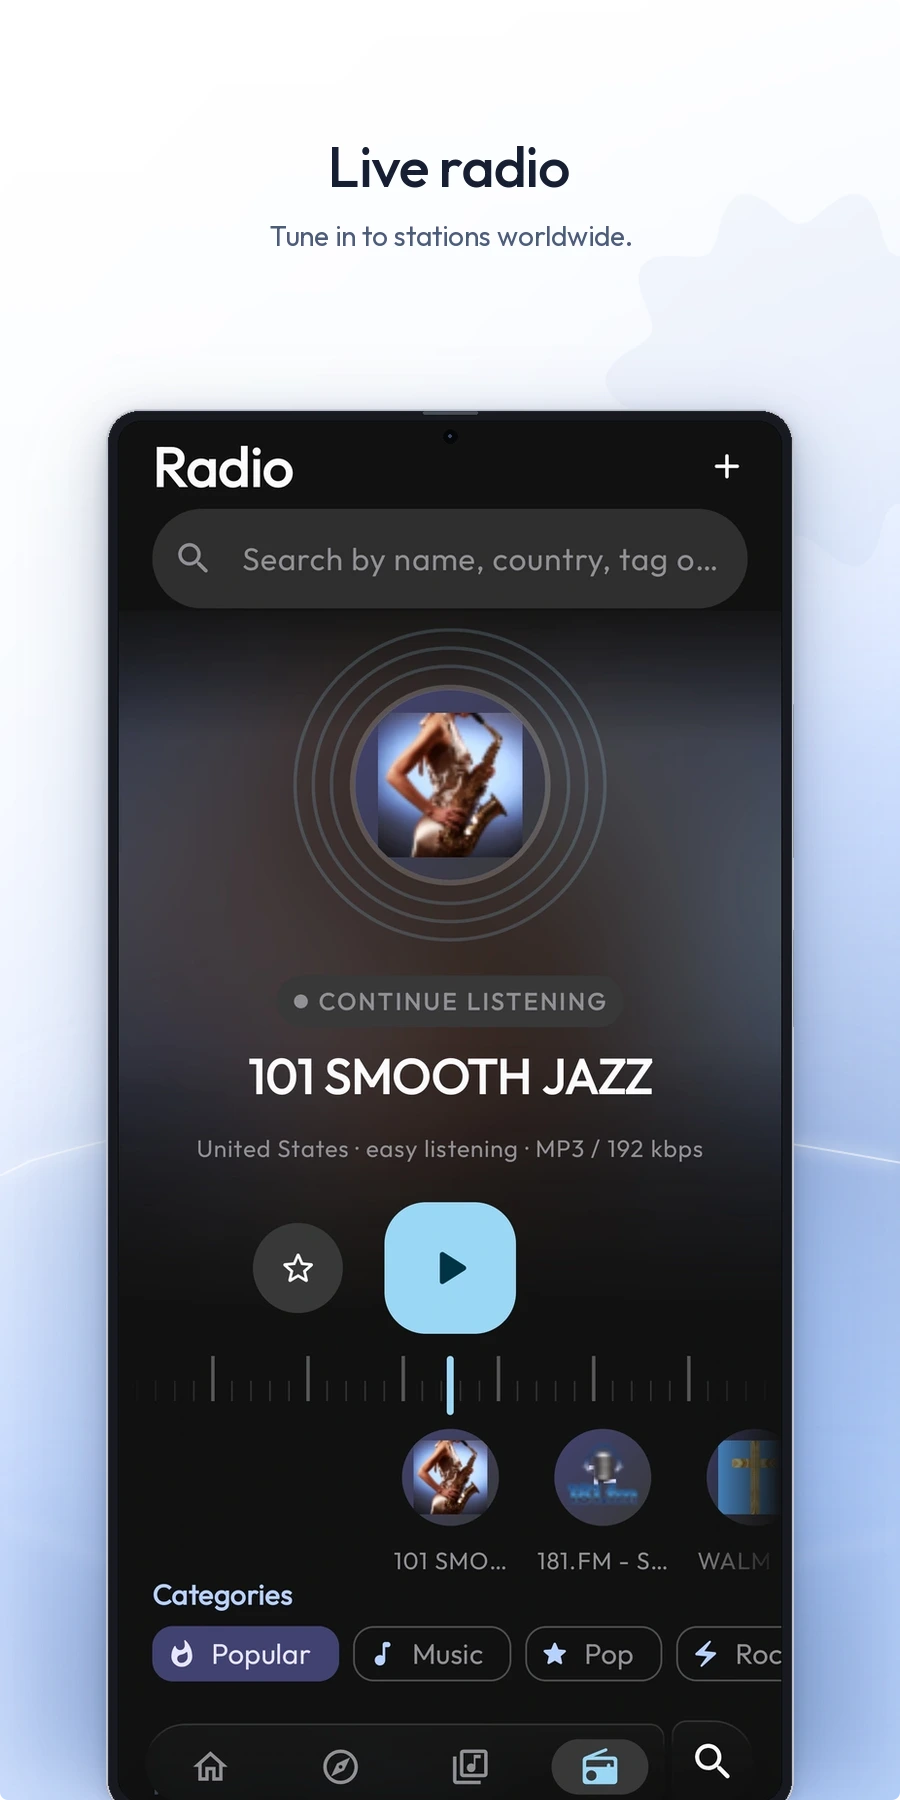 Live radio
Tune in to stations worldwide.
Radio
Search by name, country, tag o...
CONTINUE LISTENING
101 SMOOTH JAZZ
United States · easy listening · MP3 / 192 kbps
101 SMO... 181.FM - S... WALM
Categories
Popular Music Pop Roc